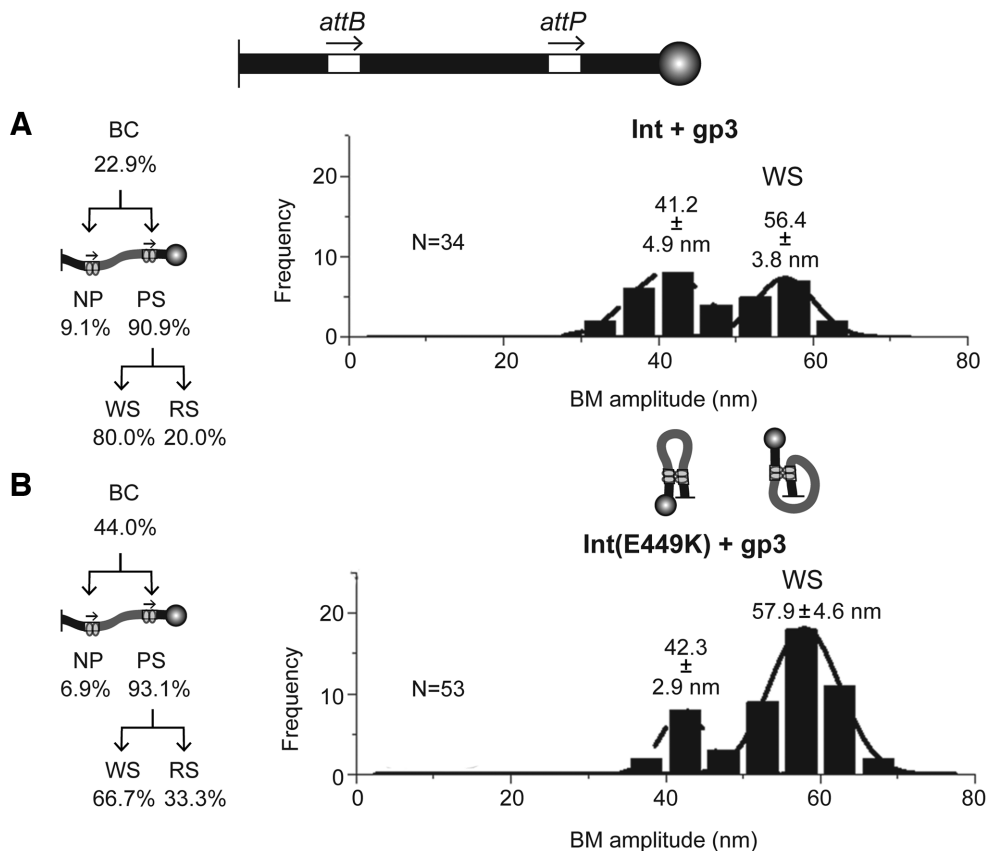 attB
attP
A
BC
22.9%
NP PS
9.1% 90.9%
WS RS
80.0% 20.0%
Int + gp3
WS
41.2
±
4.9 nm
56.4
±
3.8 nm
N=34
Frequency
20
10
0
0 20 40 60 80
BM amplitude (nm)
B
BC
44.0%
NP PS
6.9% 93.1%
WS RS
66.7% 33.3%
Int(E449K) + gp3
WS
57.9±4.6 nm
42.3
±
2.9 nm
N=53
Frequency
20
10
0
0 20 40 60 80
BM amplitude (nm)